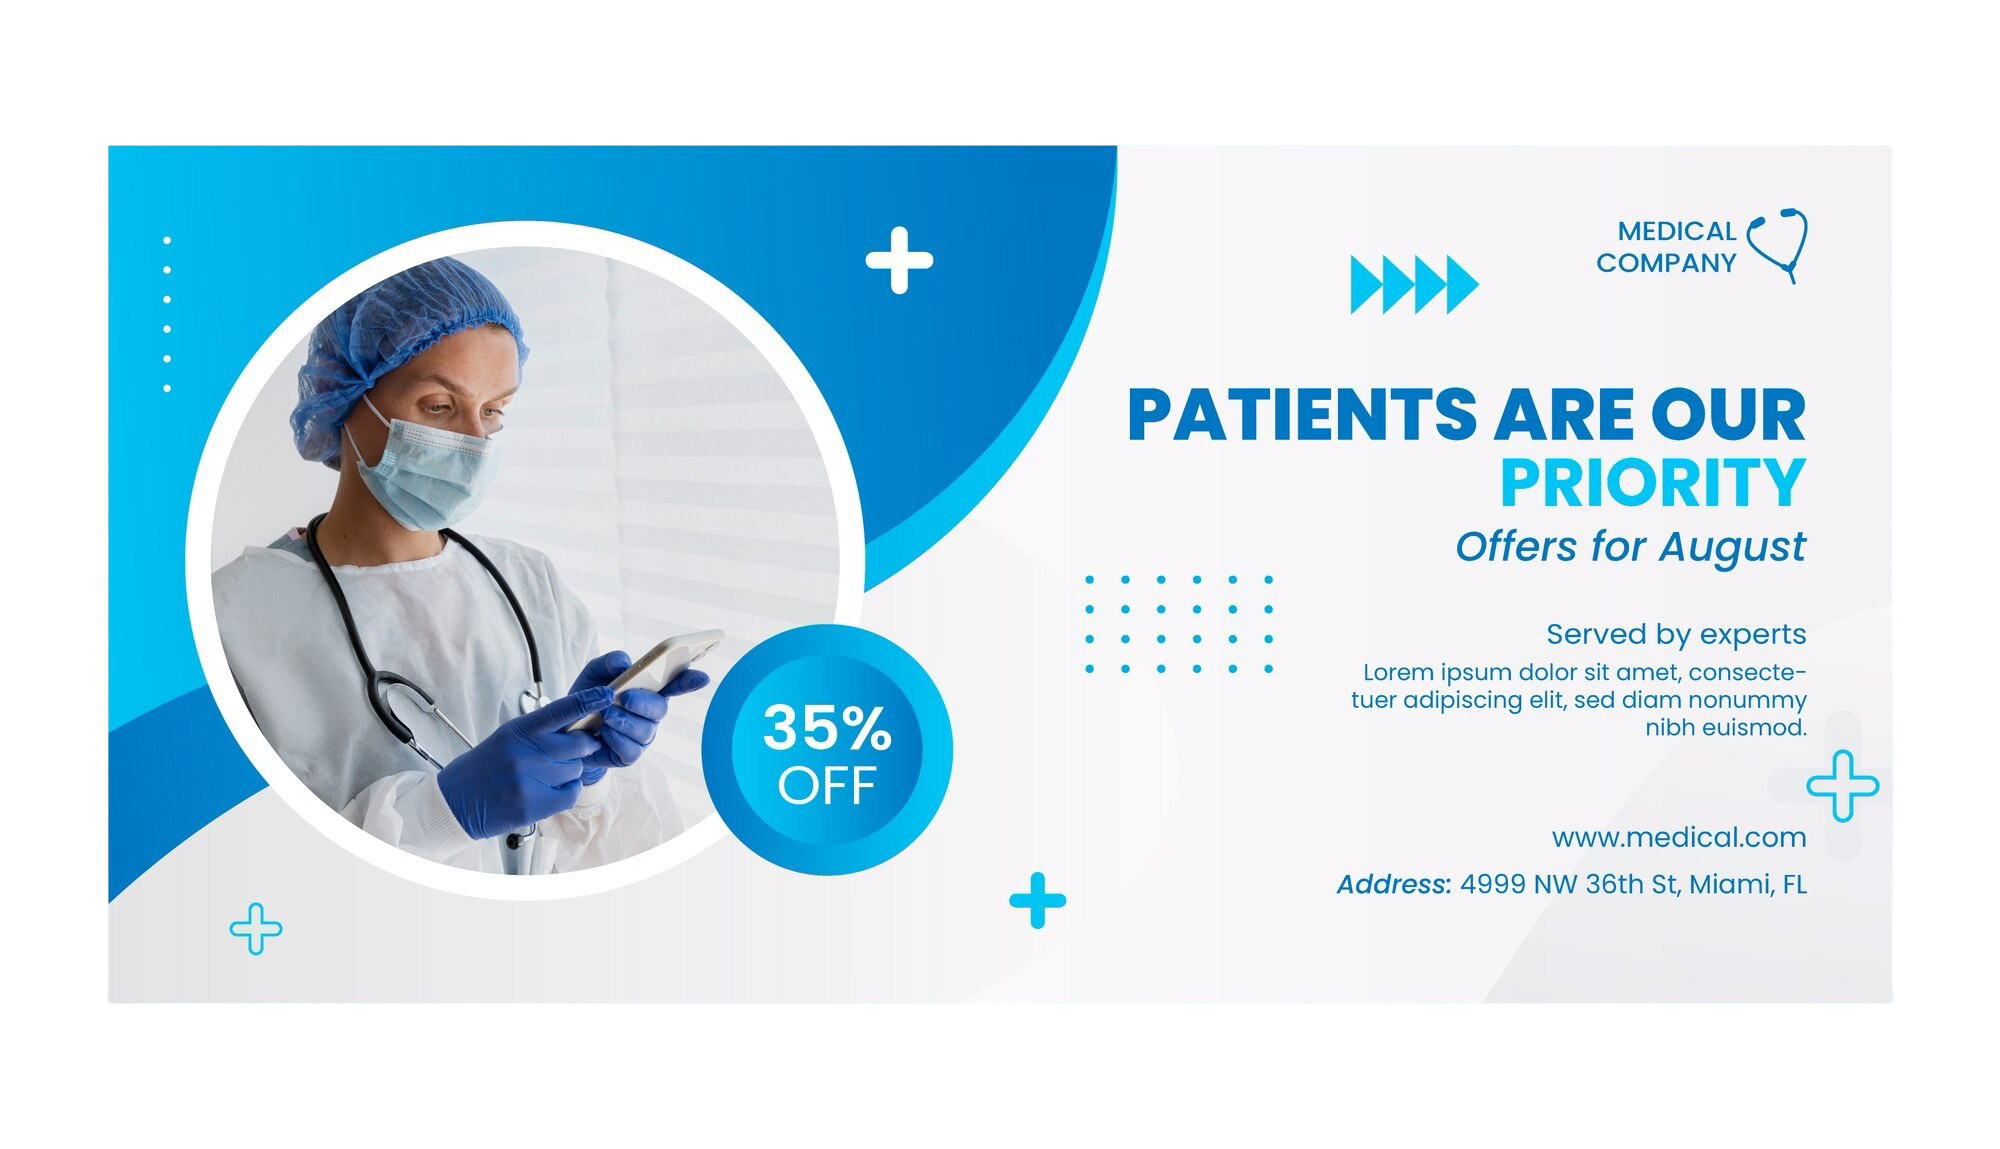 MEDICAL
COMPANY
PATIENTS ARE OUR
PRIORITY
Offers for August
Served by experts
Lorem ipsum dolor sit amet, consecte-
tuer adipiscing elit, sed diam nonummy
nibh euismod.
35%
OFF
www.medical.com
Address: 4999 NW 36th St, Miami, FL